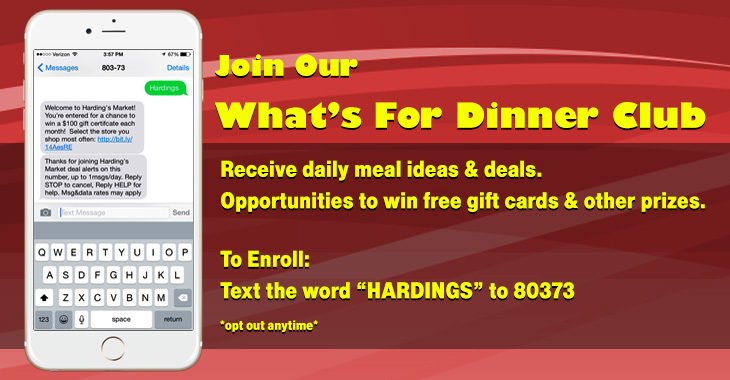 Verizon 3:57 PM 67%
Messages 803-73 Details
Hardings
Welcome to Harding's Market!
You're entered for a chance to
win a $100 gift certifcate each
month! Select the store you
shop most often: http://bit.ly/
14AesRE
Thanks for joining Harding's
Market deal alerts on this
number, up to 1msgs/day. Reply
STOP to cancel, Reply HELP for
help. Msg&data rates may apply
Text Message Send
Q W E R T Y U I O P
A S D F G H J K L
Z X C V B N M
123 space return
Join Our
What's For Dinner Club
Receive daily meal ideas & deals.
Opportunities to win free gift cards & other prizes.
To Enroll:
Text the word “HARDINGS” to 80373
*opt out anytime*